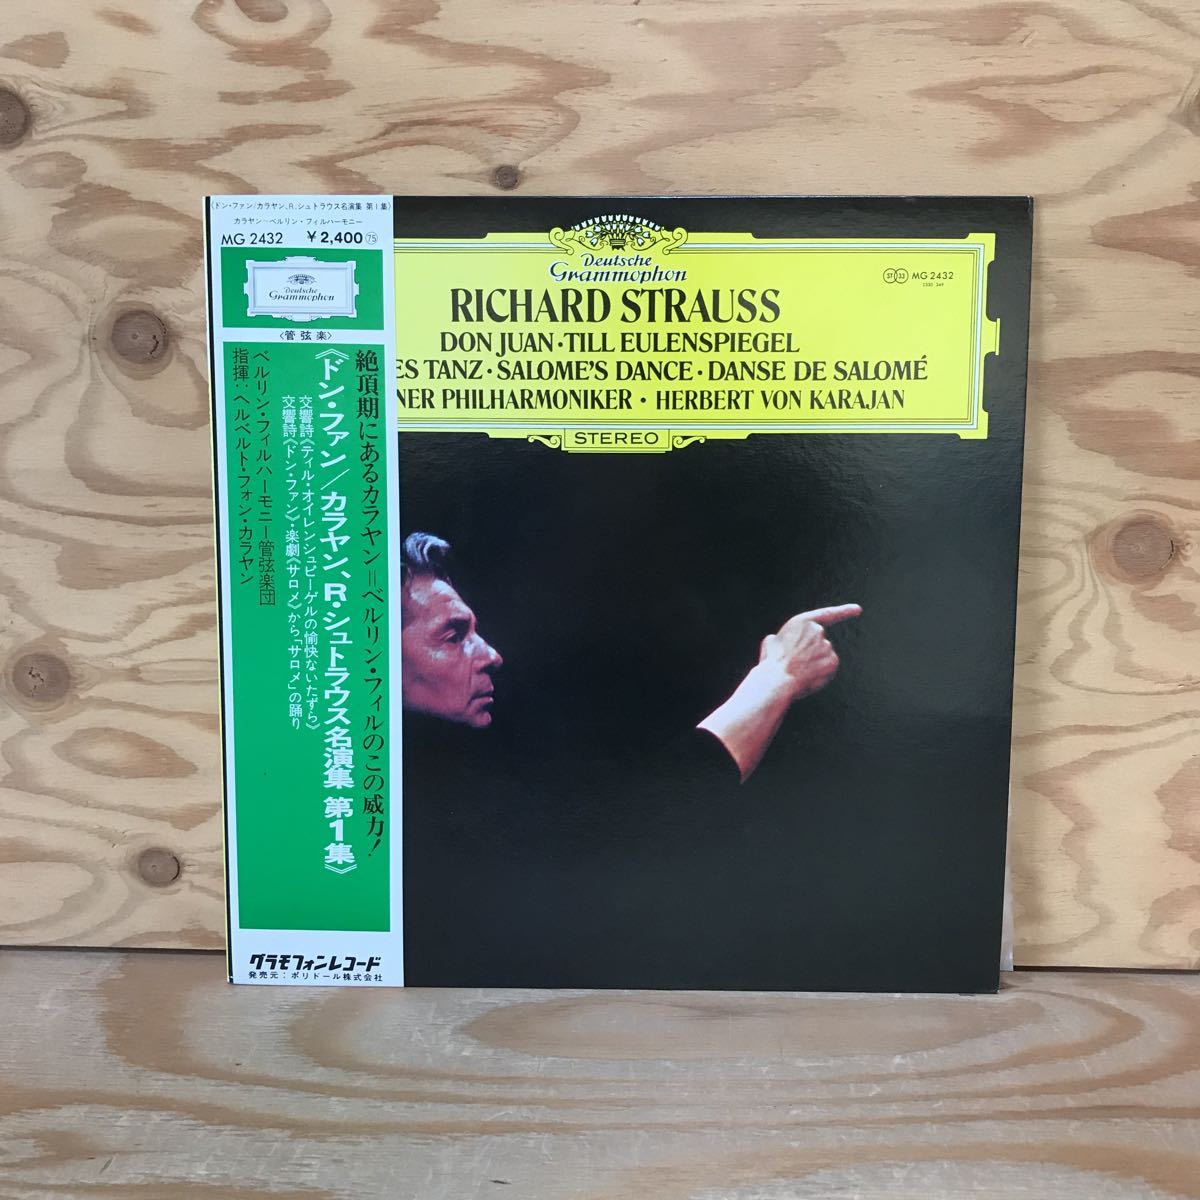 《ドン・ファン/カラヤン、R.シュトラウス名演集 第1集》
カラヤン=ベルリン・フィルハーモニー
MG 2432 ￥2,400 ㊆
Deutsche
Grammophon
〈管弦楽〉
絶頂期にあるカラヤン=ベルリン・フィルのこの威力!
《ドン・ファン/カラヤン、R・シュトラウス名演集 第1集》
交響詩《ティル・オイレンシュピーゲルの愉快ないたずら》
交響詩《ドン・ファン》・楽劇《サロメ》から「サロメ」の踊り
ベルリン・フィルハーモニー管弦楽団
指揮:ヘルベルト・フォン・カラヤン
グラモフォンレコード
発売元:ポリドール株式会社
Deutsche
Grammophon
ST 33 MG 2432
2530 349
RICHARD STRAUSS
DON JUAN・TILL EULENSPIEGEL
ES TANZ・SALOME'S DANCE・DANSE DE SALOMÉ
NER PHILHARMONIKER・HERBERT VON KARAJAN
STEREO